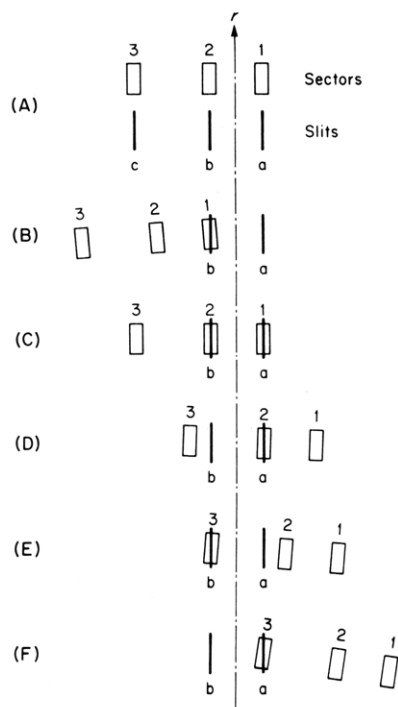 r
3 2 1
Sectors
(A)
Slits
c b a
1
3 2
(B)
b a
3 2 1
(C)
b a
3 2 1
(D)
b a
3 2 1
(E)
b a
3 2 1
(F)
b a